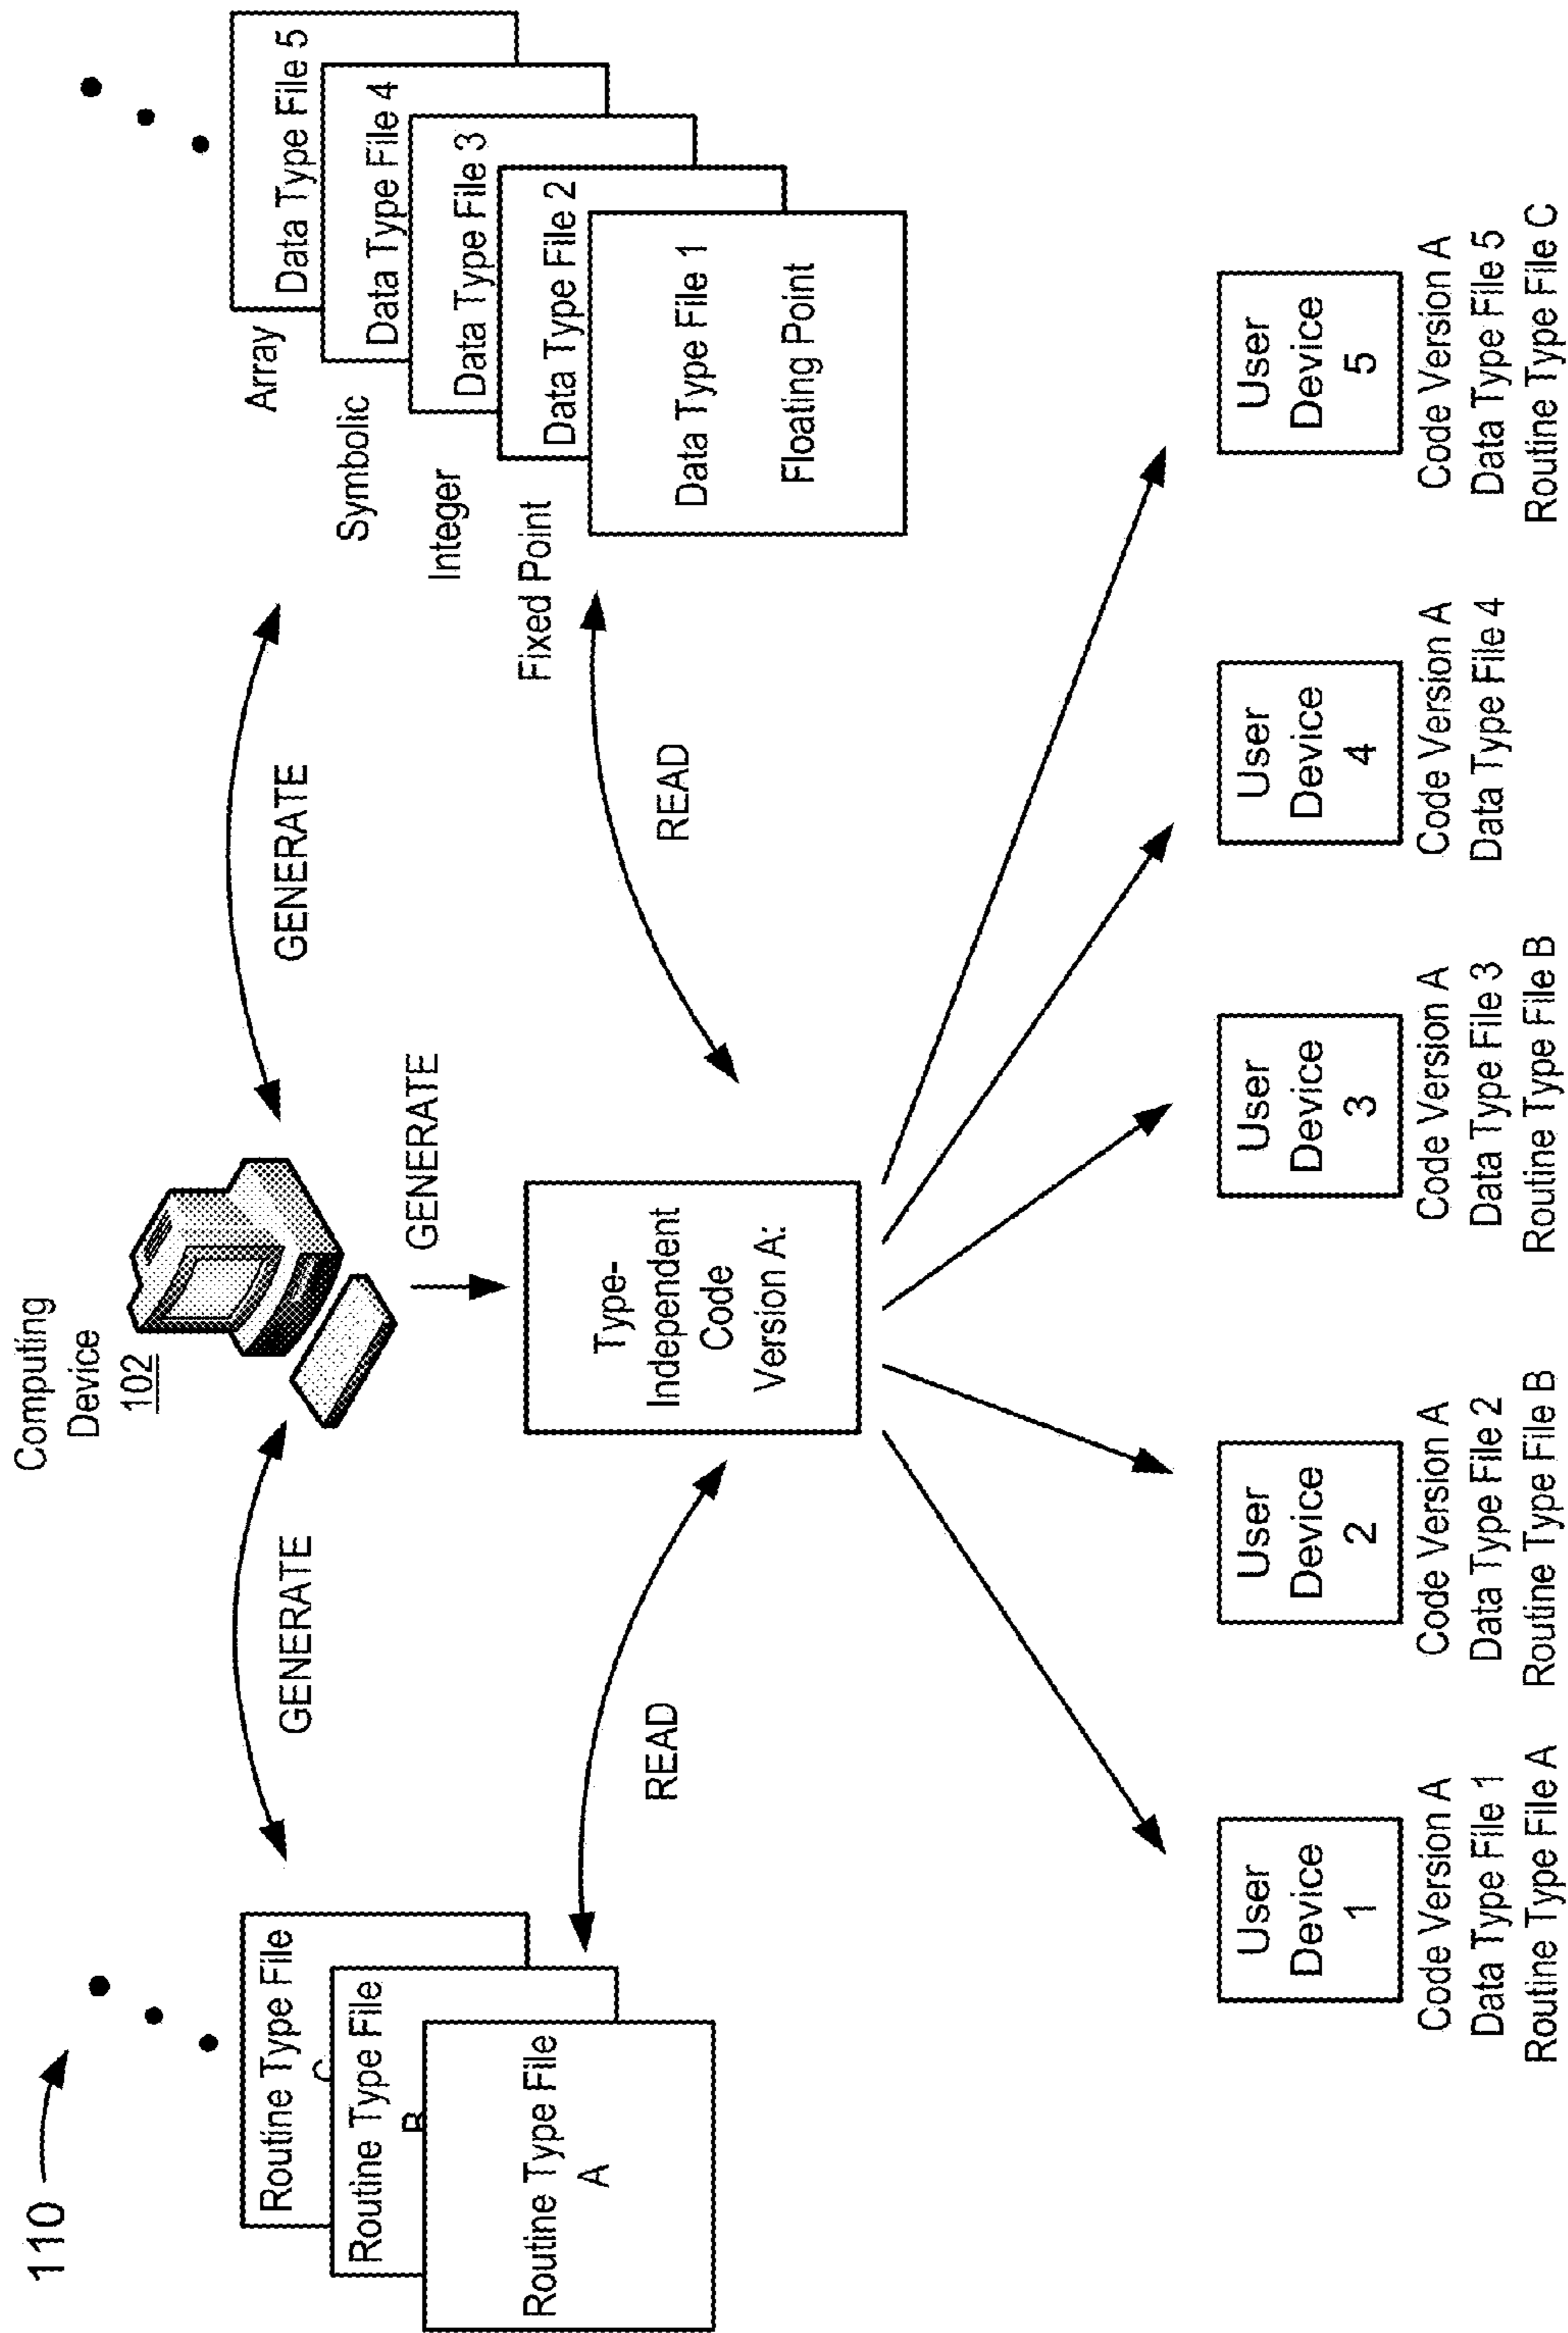 110
Computing
Device
102
GENERATE
GENERATE
GENERATE
Routine Type File
C
Routine Type File
B
Routine Type File
A
Array
Data Type File 5
Symbolic
Data Type File 4
Integer
Data Type File 3
Fixed Point
Data Type File 2
Data Type File 1
Floating Point
READ
READ
Type-
Independent
Code
Version A:
User
Device
1
Code Version A
Data Type File 1
Routine Type File A
User
Device
2
Code Version A
Data Type File 2
Routine Type File B
User
Device
3
Code Version A
Data Type File 3
Routine Type File B
User
Device
4
Code Version A
Data Type File 4
User
Device
5
Code Version A
Data Type File 5
Routine Type File C